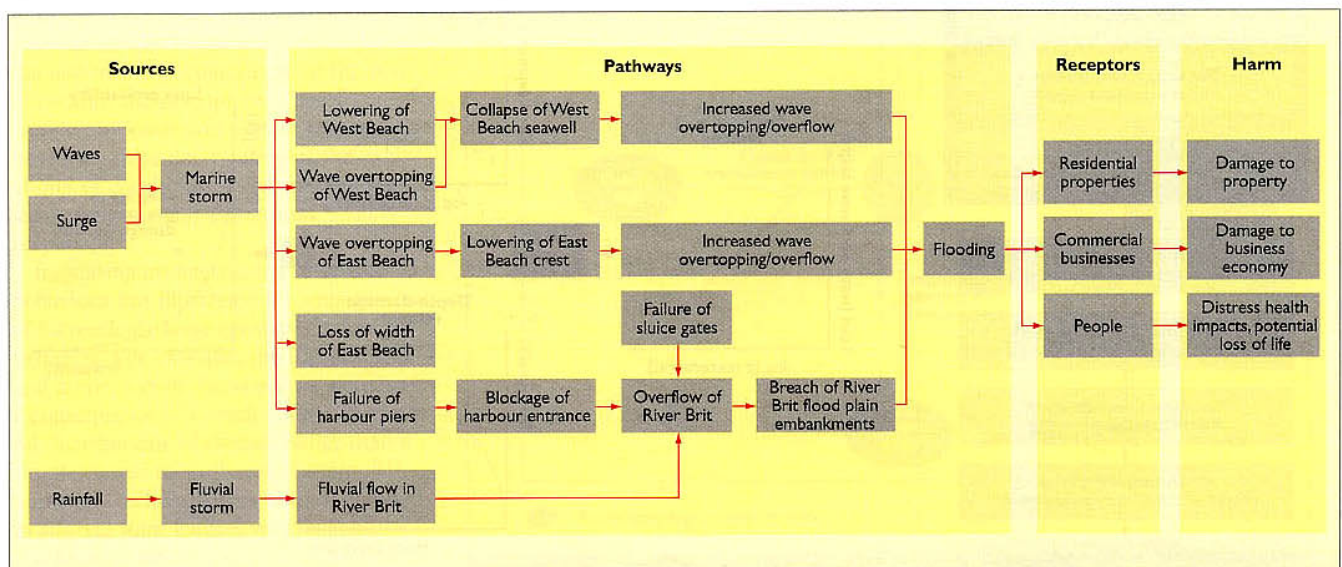 Sources
Pathways
Receptors
Harm
Waves
Surge
Marine
storm
Lowering of
West Beach
Collapse of West
Beach seawell
Increased wave
overtopping/overflow
Wave overtopping
of West Beach
Wave overtopping
of East Beach
Lowering of East
Beach crest
Increased wave
overtopping/overflow
Failure of
sluice gates
Loss of width
of East Beach
Failure of
harbour piers
Blockage of
harbour entrance
Overflow of
River Brit
Breach of River
Brit flood plain
embankments
Rainfall
Fluvial
storm
Fluvial flow in
River Brit
Flooding
Residential
properties
Damage to
property
Commercial
businesses
Damage to
business
economy
People
Distress health
impacts, potential
loss of life